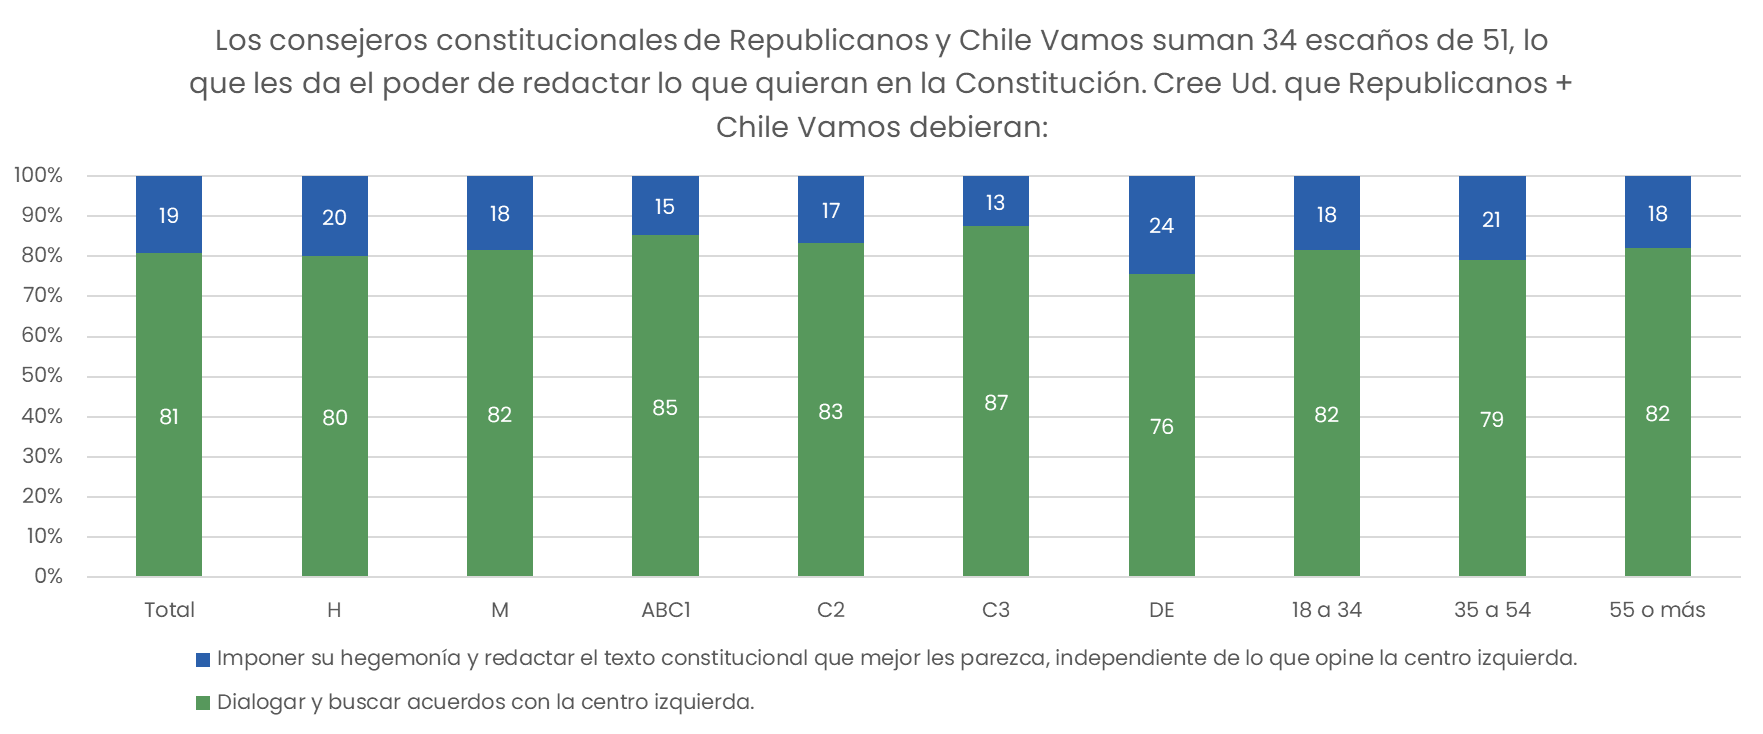 Los consejeros constitucionales de Republicanos y Chile Vamos suman 34 escaños de 51, lo
que les da el poder de redactar lo que quieran en la Constitución. Cree Ud. que Republicanos +
Chile Vamos debieran:
100%
90%
80%
70%
60%
50%
40%
30%
20%
10%
0%
19 20 18 15 17 13 24 18 21 18
81 80 82 85 83 87 76 82 79 82
Total H M ABC1 C2 C3 DE 18 a 34 35 a 54 55 o más
Imponer su hegemonía y redactar el texto constitucional que mejor les parezca, independiente de lo que opine la centro izquierda.
Dialogar y buscar acuerdos con la centro izquierda.